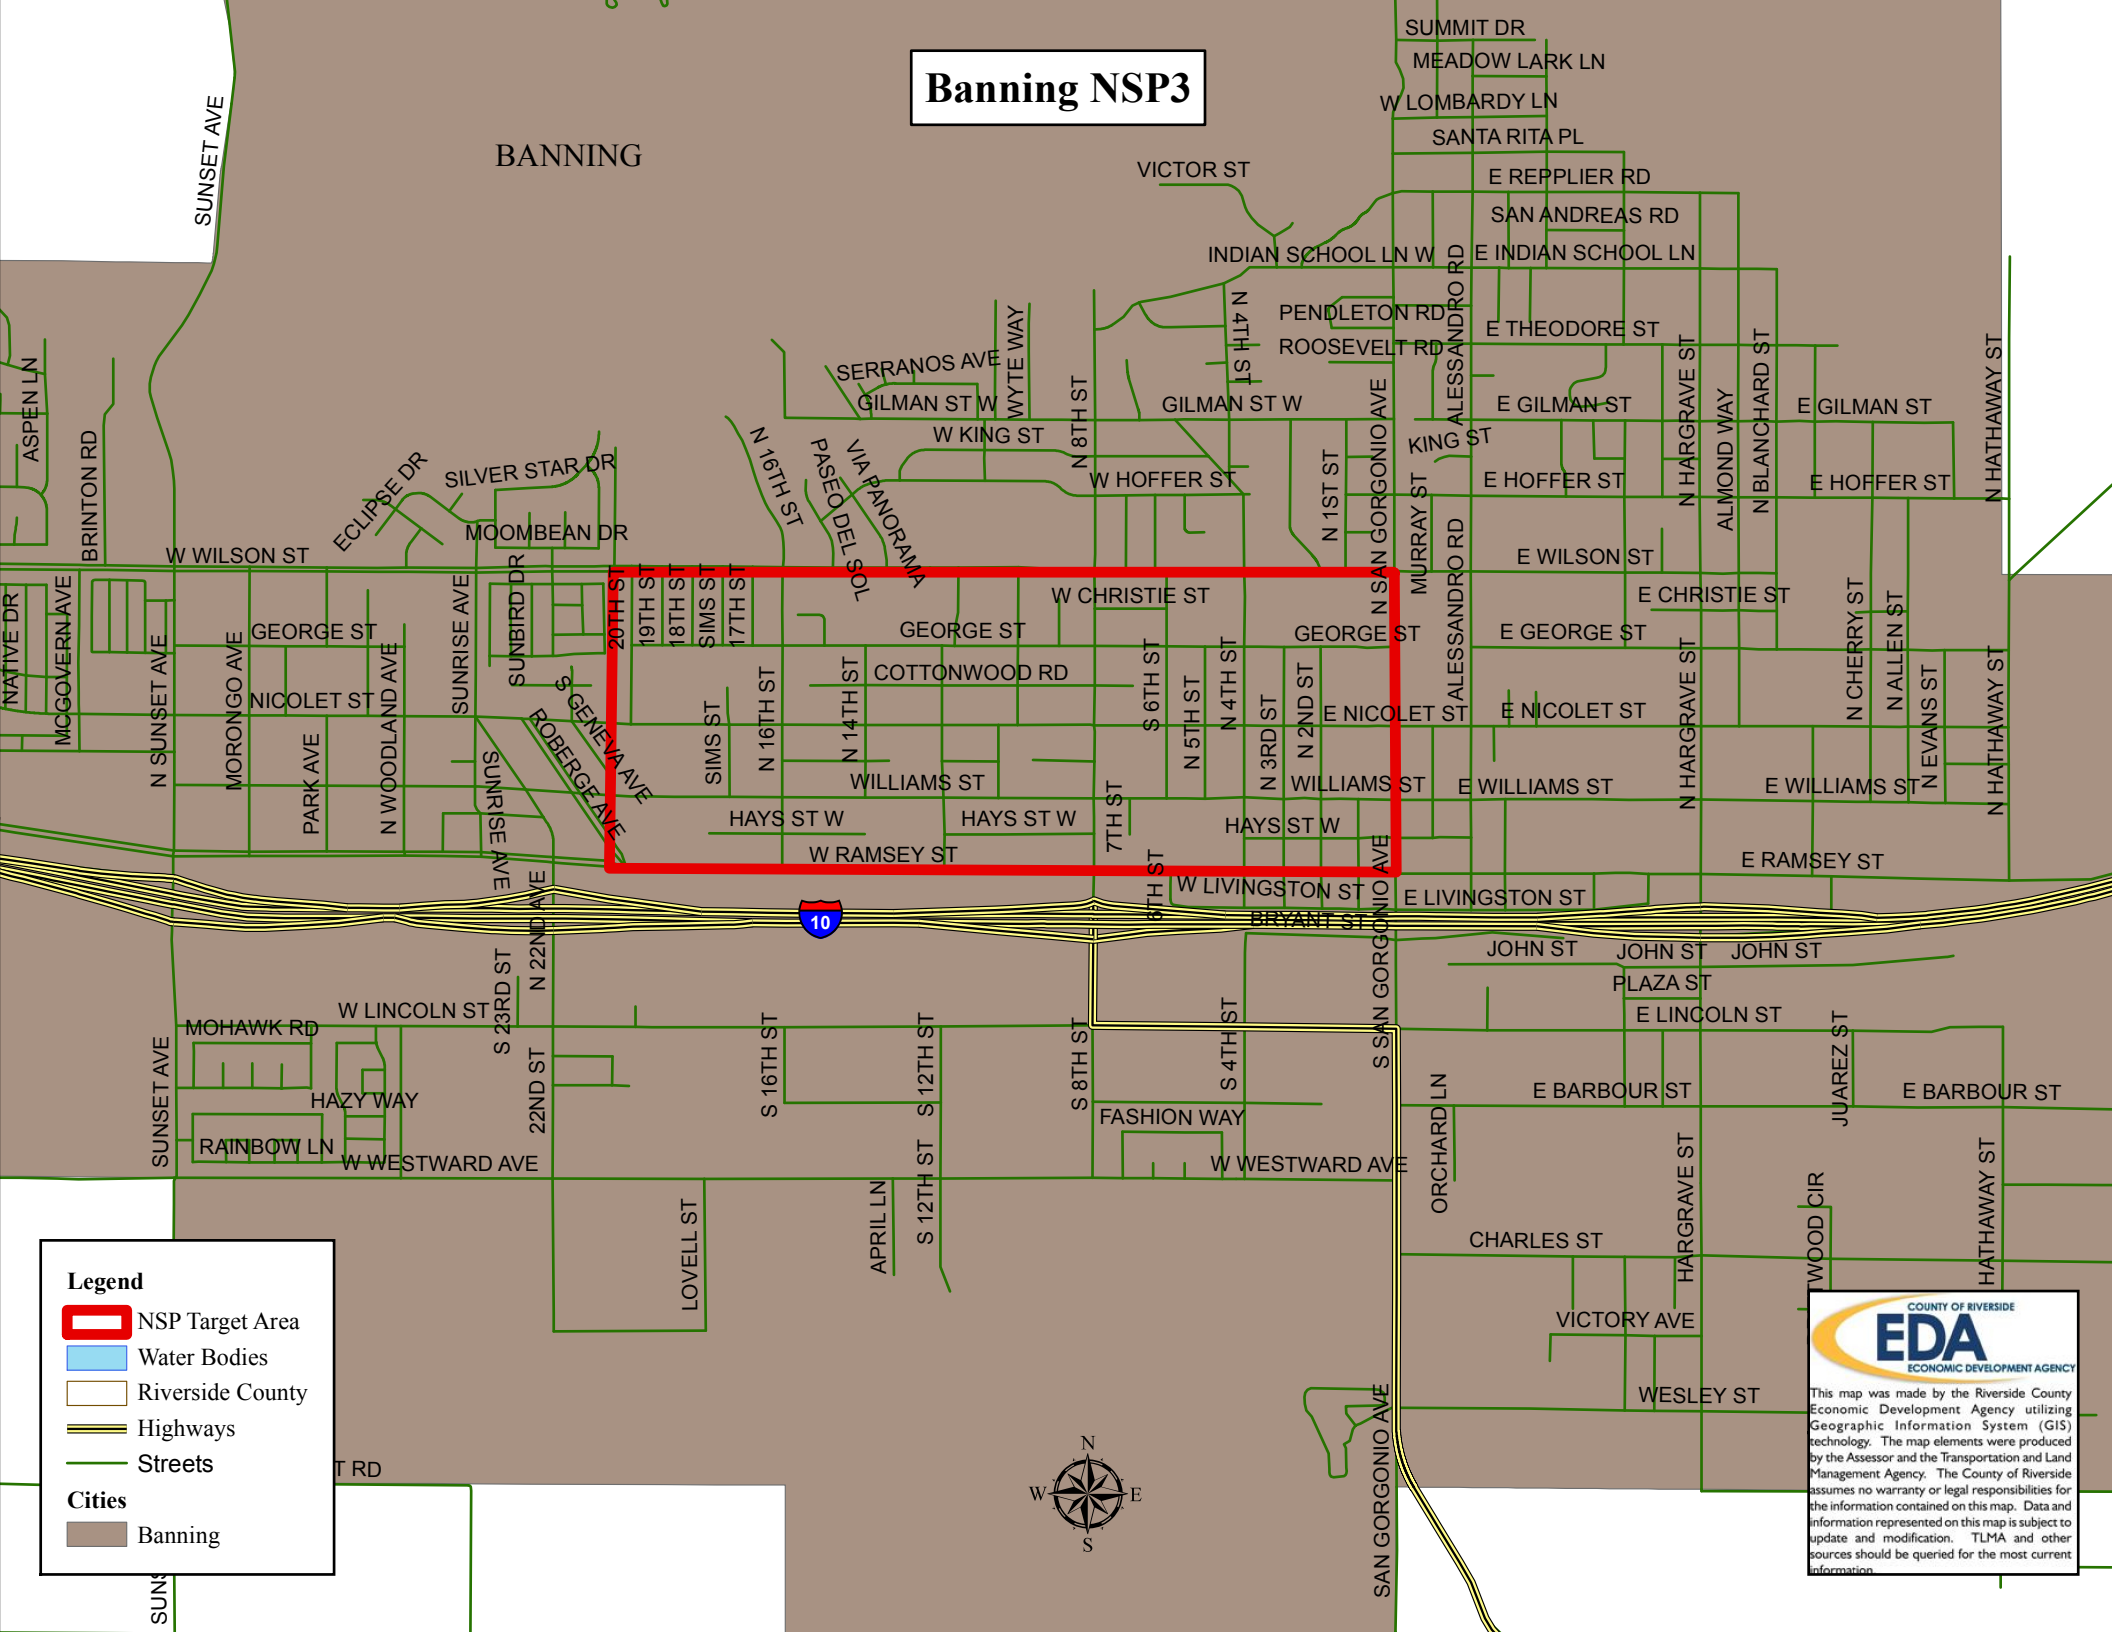 SUMMIT DR
MEADOW LARK LN
Banning NSP3
W LOMBARDY LN
SUNSET AVE
SANTA RITA PL
BANNING
VICTOR ST
E REPPLIER RD
SAN ANDREAS RD
INDIAN SCHOOL LN W
E INDIAN SCHOOL LN
ALESSANDRO RD
N 4TH ST
PENDLETON RD
E THEODORE ST
ROOSEVELT RD
WYTE WAY
SERRANOS AVE
N 8TH ST
N SAN GORGONIO AVE
N HARGRAVE ST
ALMOND WAY
N BLANCHARD ST
N HATHAWAY ST
ASPEN LN
GILMAN ST W
GILMAN ST W
E GILMAN ST
E GILMAN ST
BRINTON RD
W KING ST
KING ST
N 16TH ST
PASEO DEL SOL
VIA PANORAMA
ECLIPSE DR
SILVER STAR DR
W HOFFER ST
N 1ST ST
MURRAY ST
E HOFFER ST
E HOFFER ST
MOOMBEAN DR
ALESSANDRO RD
W WILSON ST
E WILSON ST
NATIVE DR
MCGOVERN AVE
N SUNSET AVE
MORONGO AVE
GEORGE ST
N WOODLAND AVE
SUNRISE AVE
SUNBIRD DR
20TH ST
19TH ST
18TH ST
SIMS ST
17TH ST
W CHRISTIE ST
E CHRISTIE ST
GEORGE ST
GEORGE ST
E GEORGE ST
N CHERRY ST
N ALLEN ST
N EVANS ST
N HATHAWAY ST
N HARGRAVE ST
COTTONWOOD RD
S 6TH ST
N 5TH ST
N 4TH ST
N 3RD ST
N 2ND ST
NICOLET ST
S GENEVA AVE
ROBERGE AVE
SIMS ST
N 16TH ST
N 14TH ST
E NICOLET ST
E NICOLET ST
PARK AVE
SUNRISE AVE
WILLIAMS ST
WILLIAMS ST
E WILLIAMS ST
E WILLIAMS ST
HAYS ST W
HAYS ST W
7TH ST
HAYS ST W
W RAMSEY ST
E RAMSEY ST
6TH ST
W LIVINGSTON ST
E LIVINGSTON ST
N 22ND AVE
10
BRYANT ST
S SAN GORGONIO AVE
JOHN ST
JOHN ST
JOHN ST
PLAZA ST
S 23RD ST
W LINCOLN ST
E LINCOLN ST
MOHAWK RD
SUNSET AVE
22ND ST
S 16TH ST
S 12TH ST
S 8TH ST
S 4TH ST
JUAREZ ST
HAZY WAY
FASHION WAY
ORCHARD LN
E BARBOUR ST
E BARBOUR ST
RAINBOW LN
W WESTWARD AVE
W WESTWARD AVE
LOVELL ST
APRIL LN
S 12TH ST
CHARLES ST
HARGRAVE ST
TWOOD CIR
HATHAWAY ST
VICTORY AVE
WESLEY ST
SAN GORGONIO AVE
Legend
NSP Target Area
Water Bodies
Riverside County
Highways
Streets
Cities
Banning
T RD
SUNS
N
W
E
S
COUNTY OF RIVERSIDE
EDA
ECONOMIC DEVELOPMENT AGENCY
This map was made by the Riverside County
Economic Development Agency utilizing
Geographic Information System (GIS)
technology. The map elements were produced
by the Assessor and the Transportation and Land
Management Agency. The County of Riverside
assumes no warranty or legal responsibilities for
the information contained on this map. Data and
information represented on this map is subject to
update and modification. TLMA and other
sources should be queried for the most current
information.